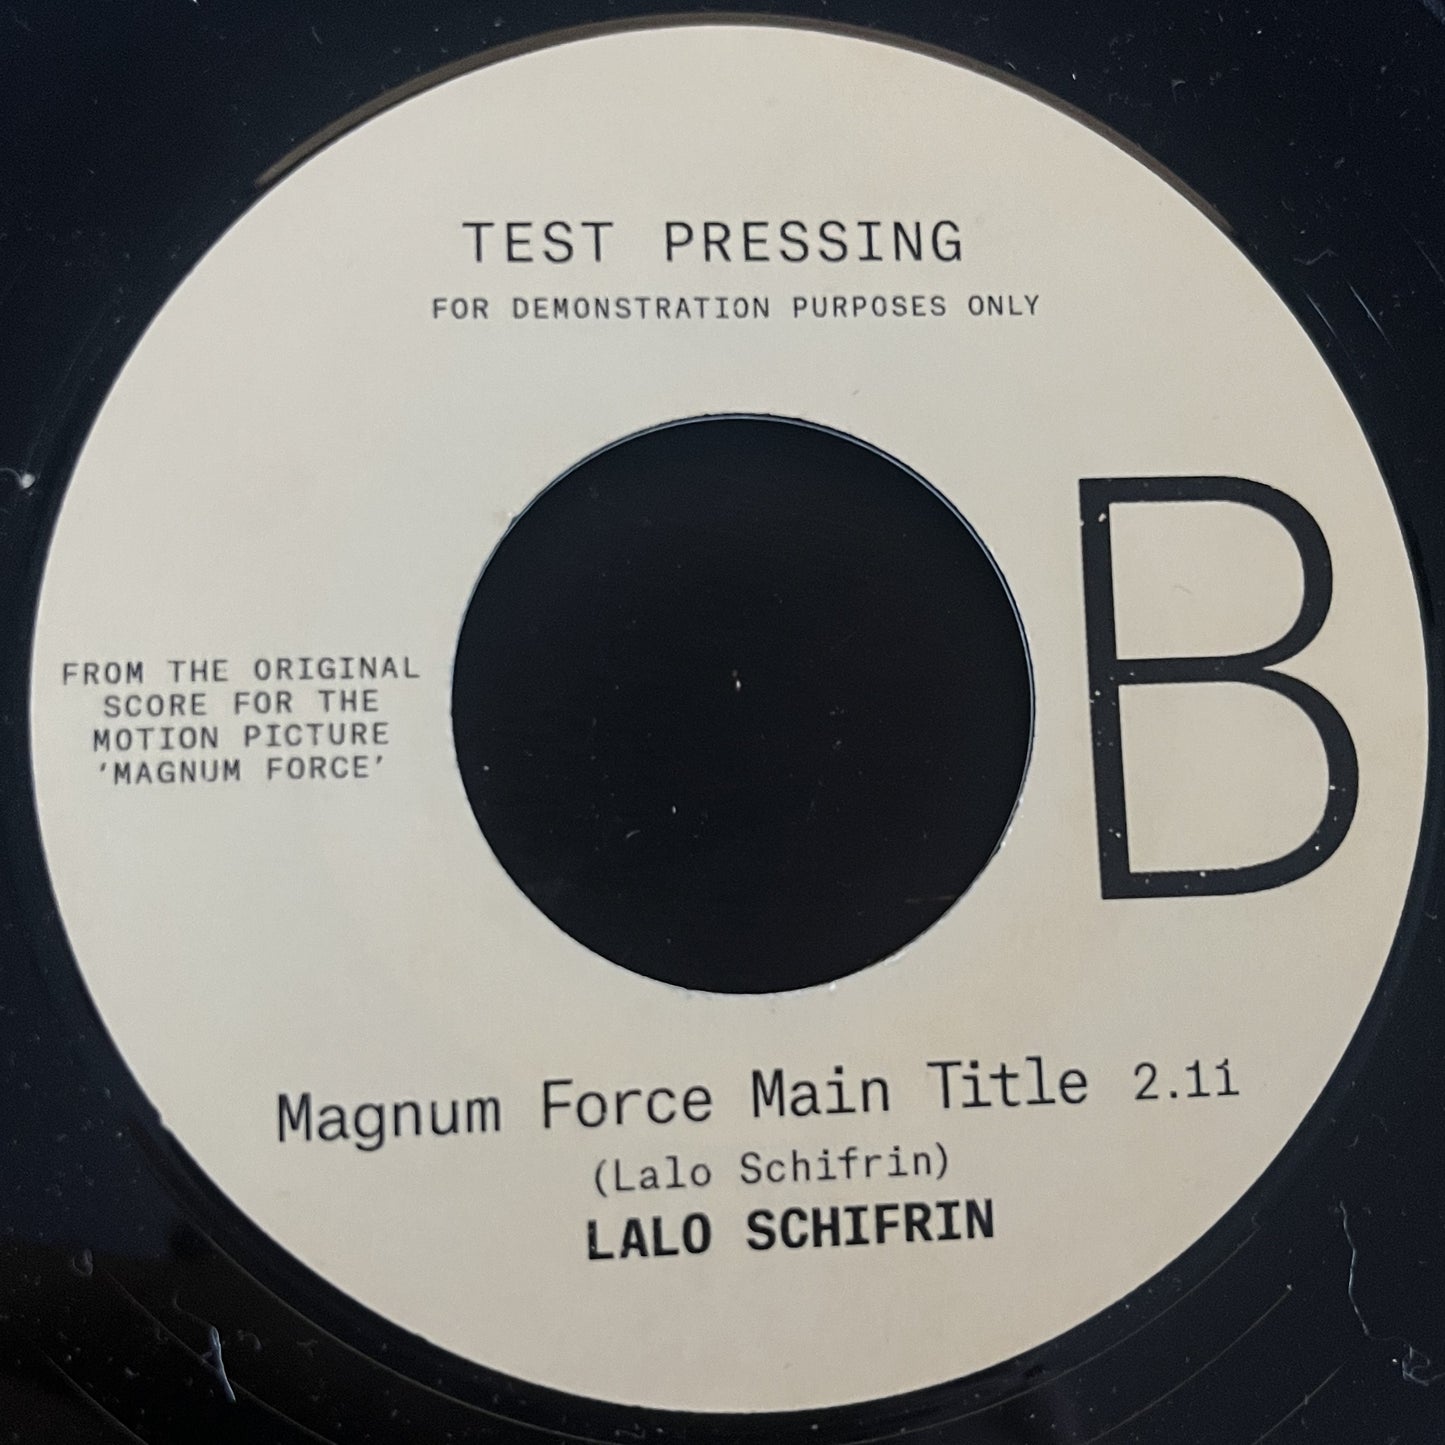 TEST PRESSING
FOR DEMONSTRATION PURPOSES ONLY
B
FROM THE ORIGINAL
SCORE FOR THE
MOTION PICTURE
'MAGNUM FORCE'
Magnum Force Main Title 2.11
(Lalo Schifrin)
LALO SCHIFRIN